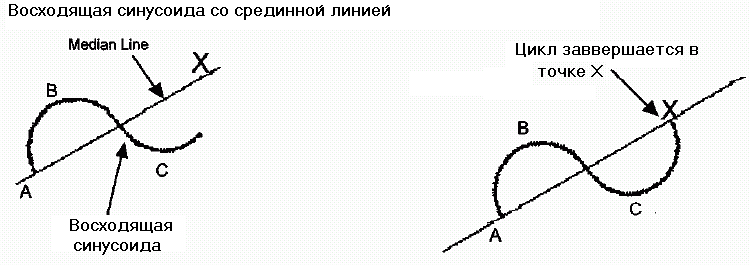 Восходящая синусоида со срединной линией
Median Line
X
B
A
C
Восходящая
синусоида
Цикл заввершается в
точке X
X
B
A
C